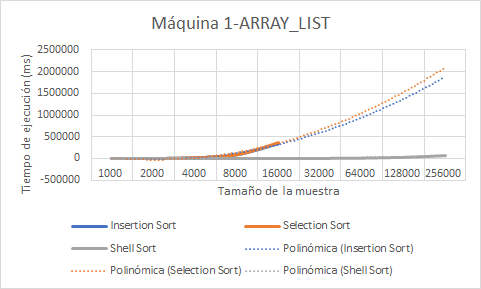 Máquina 1-ARRAY_LIST
Tiempo de ejecución (ms)
2500000
2000000
1500000
1000000
500000
0
-500000
1000 2000 4000 8000 16000 32000 64000 128000 256000
Tamaño de la muestra
Insertion Sort Selection Sort
Shell Sort Polinómica (Insertion Sort)
Polinómica (Selection Sort) Polinómica (Shell Sort)